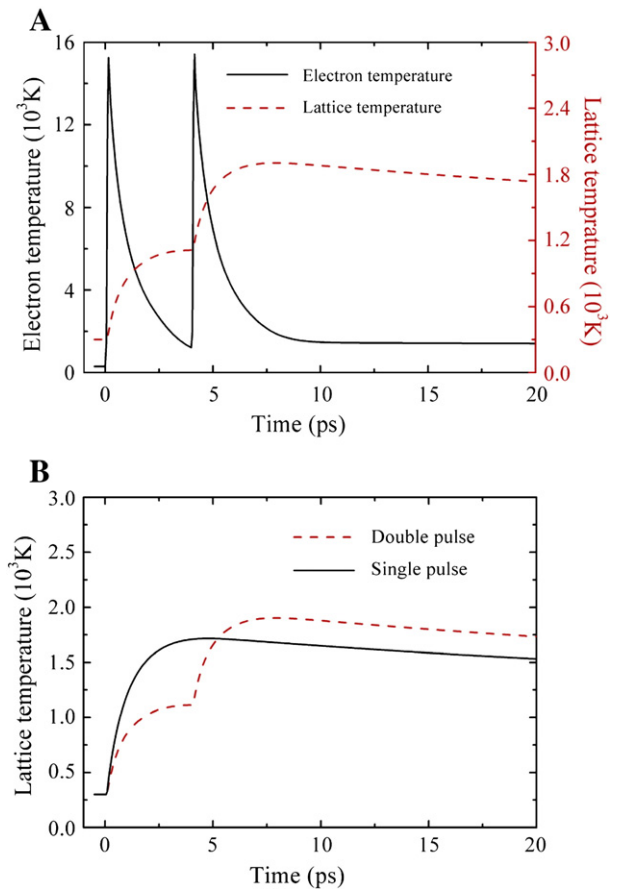 A
Electron temperature (10³K)
16
12
8
4
0
Electron temperature
Lattice temperature
3.0
2.4
1.8
1.2
0.6
0.0
Lattice temprature (10³K)
0
5
10
15
20
Time (ps)
B
Lattice temperature (10³K)
3.0
2.5
2.0
1.5
1.0
0.5
0.0
Double pulse
Single pulse
0
5
10
15
20
Time (ps)